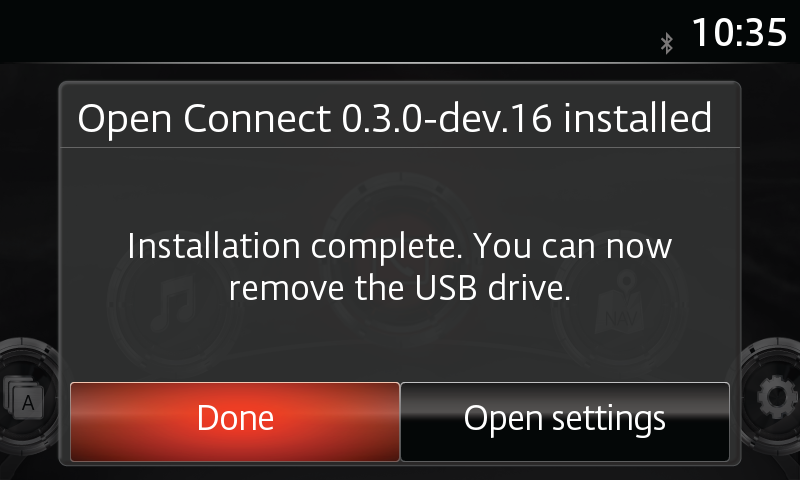 10:35
Open Connect 0.3.0-dev.16 installed
Installation complete. You can now
remove the USB drive.
NAV
A
Done
Open settings